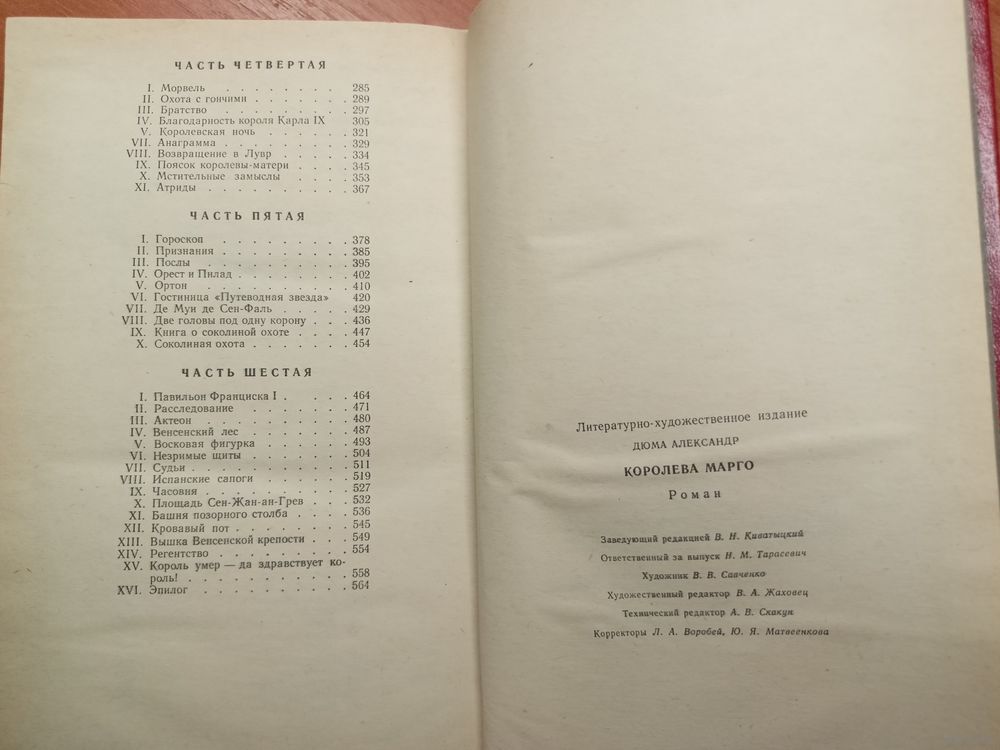 ЧАСТЬ ЧЕТВЕРТАЯ
I. Морвель . . . . . . . . 285
II. Охота с гончими . . . . . . . 289
III. Братство . . . . . . . . 297
IV. Благодарность короля Карла IX 305
V. Королевская ночь . . . . . . 321
VII. Анаграмма . . . . . . . . 329
VIII. Возвращение в Лувр . . . . 334
IX. Поясок королевы-матери . . . . 345
X. Мстительные замыслы . . . . 353
XI. Атриды . . . . . . . . . 367
ЧАСТЬ ПЯТАЯ
I. Гороскоп . . . . . . . . . 378
II. Признания . . . . . . . . . 385
III. Послы . . . . . . . . . 395
IV. Орест и Пилад . . . . . . . . 402
V. Ортон . . . . . . . . . 410
VI. Гостиница «Путеводная звезда» 420
VII. Де Муи де Сен-Фаль . . . . . 429
VIII. Две головы под одну корону . . . 436
IX. Книга о соколиной охоте . . . . 447
X. Соколиная охота . . . . . . . 454
ЧАСТЬ ШЕСТАЯ
I. Павильон Франциска I . . . . 464
II. Расследование . . . . . . . 471
III. Актеон . . . . . . . . . 480
IV. Венсенский лес . . . . . . . 487
V. Восковая фигурка . . . . . . 493
VI. Незримые щиты . . . . . . . 504
VII. Судьи . . . . . . . . . . 511
VIII. Испанские сапоги . . . . . . 519
IX. Часовня . . . . . . . . . 527
X. Площадь Сен-Жан-ан-Грев . . . 532
XI. Башня позорного столба . . . . 536
XII. Кровавый пот . . . . . . . 545
XIII. Вышка Венсенской крепости . . . 549
XIV. Регентство . . . . . . . . . 554
XV. Король умер — да здравствует ко-
роль! . . . . . . . . . . . 558
XVI. Эпилог . . . . . . . . . . 564
Литературно-художественное издание
ДЮМА АЛЕКСАНДР
КОРОЛЕВА МАРГО
Роман
Заведующий редакцией В. Н. Киватыцкий
Ответственный за выпуск Н. М. Тарасевич
Художник В. В. Савченко
Художественный редактор В. А. Жаховец
Технический редактор А. В. Скакун
Корректоры Л. А. Воробей, Ю. Я. Матвеенкова